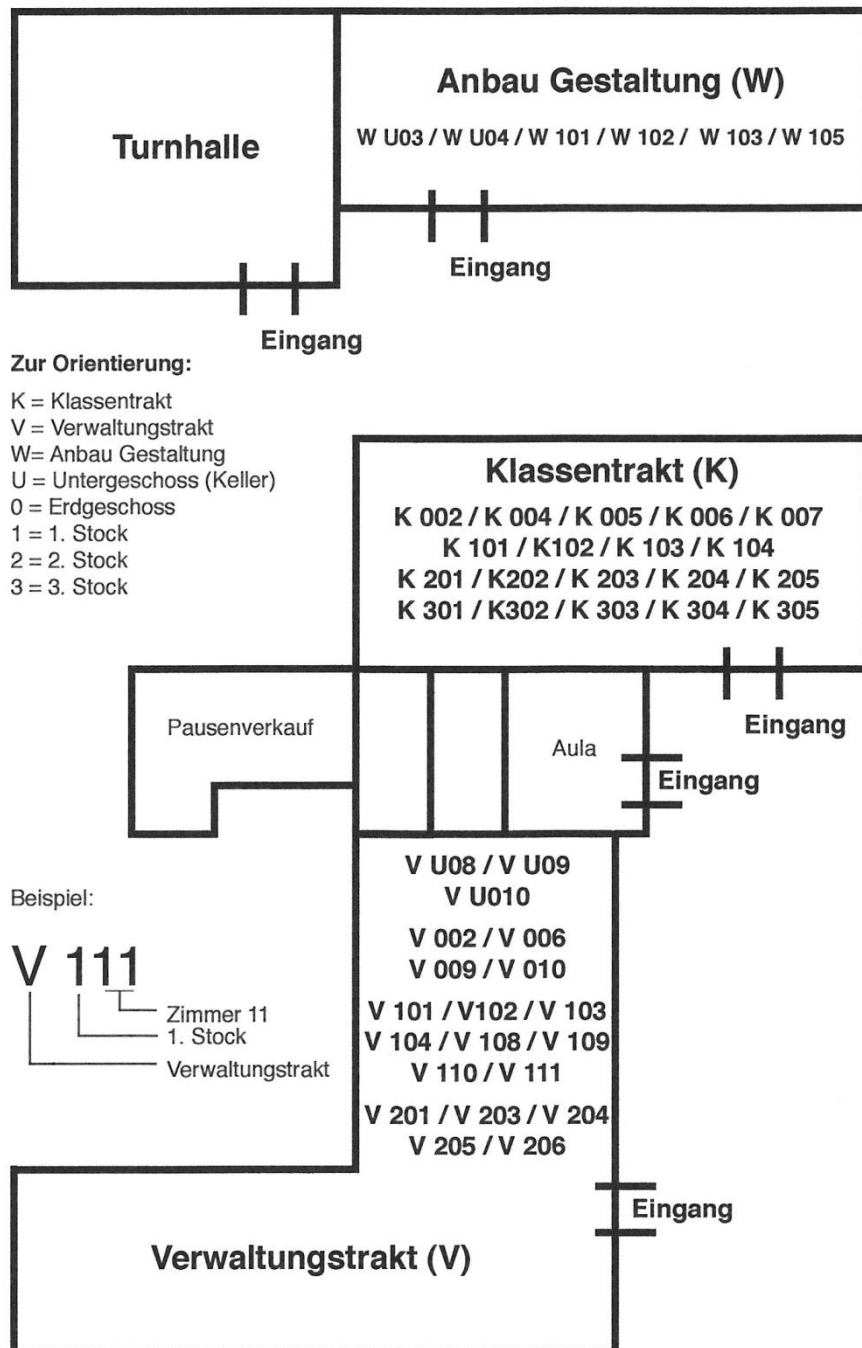 Anbau Gestaltung (W)
Turnhalle
W U03 / W U04 / W 101 / W 102 / W 103 / W 105
Eingang
Eingang
Zur Orientierung:
K = Klassentrakt
V = Verwaltungstrakt
W= Anbau Gestaltung
U = Untergeschoss (Keller)
0 = Erdgeschoss
1 = 1. Stock
2 = 2. Stock
3 = 3. Stock
Klassentrakt (K)
K 002 / K 004 / K 005 / K 006 / K 007
K 101 / K102 / K 103 / K 104
K 201 / K202 / K 203 / K 204 / K 205
K 301 / K302 / K 303 / K 304 / K 305
Eingang
Pausenverkauf
Aula
Eingang
V U08 / V U09
V U010
V 002 / V 006
V 009 / V 010
V 101 / V102 / V 103
V 104 / V 108 / V 109
V 110 / V 111
V 201 / V 203 / V 204
V 205 / V 206
Beispiel:
V 111
Zimmer 11
1. Stock
Verwaltungstrakt
Eingang
Verwaltungstrakt (V)